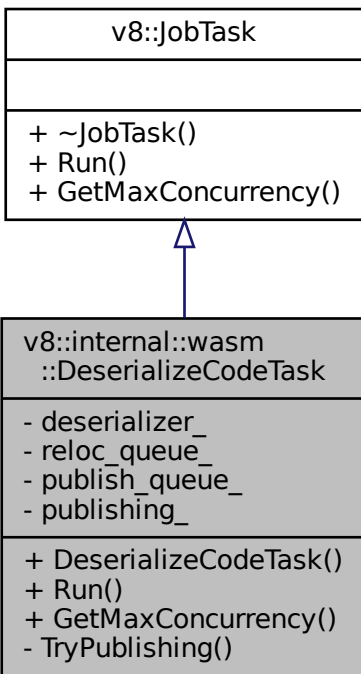 v8::JobTask
+ ~JobTask()
+ Run()
+ GetMaxConcurrency()
v8::internal::wasm
::DeserializeCodeTask
- deserializer_
- reloc_queue_
- publish_queue_
- publishing_
+ DeserializeCodeTask()
+ Run()
+ GetMaxConcurrency()
- TryPublishing()